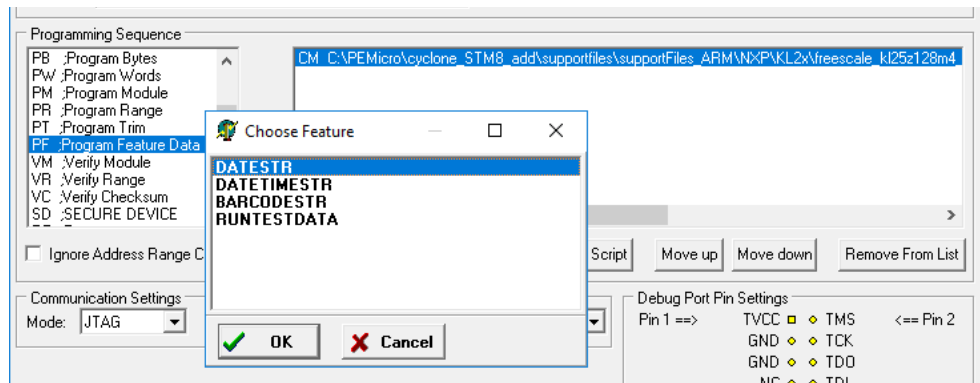 Programming Sequence
PB ;Program Bytes
PW ;Program Words
PM ;Program Module
PR ;Program Range
PT ;Program Trim
PF ;Program Feature Data
VM ;Verify Module
VR ;Verify Range
VC ;Verify Checksum
SD ;SECURE DEVICE
CM C:\PEMicro\cyclone_STM8_add\supportfiles\supportFiles_ARM\NXP\KL2x\freescale_kl25z128m4
Choose Feature
DATESTR
DATETIMESTR
BARCODESTR
RUNTESTDATA
OK
Cancel
Ignore Address Range C
Script
Move up
Move down
Remove From List
Communication Settings
Mode: JTAG
Debug Port Pin Settings
Pin 1 ==> TVCC TMS <== Pin 2
GND TCK
GND TDO
NC TDI